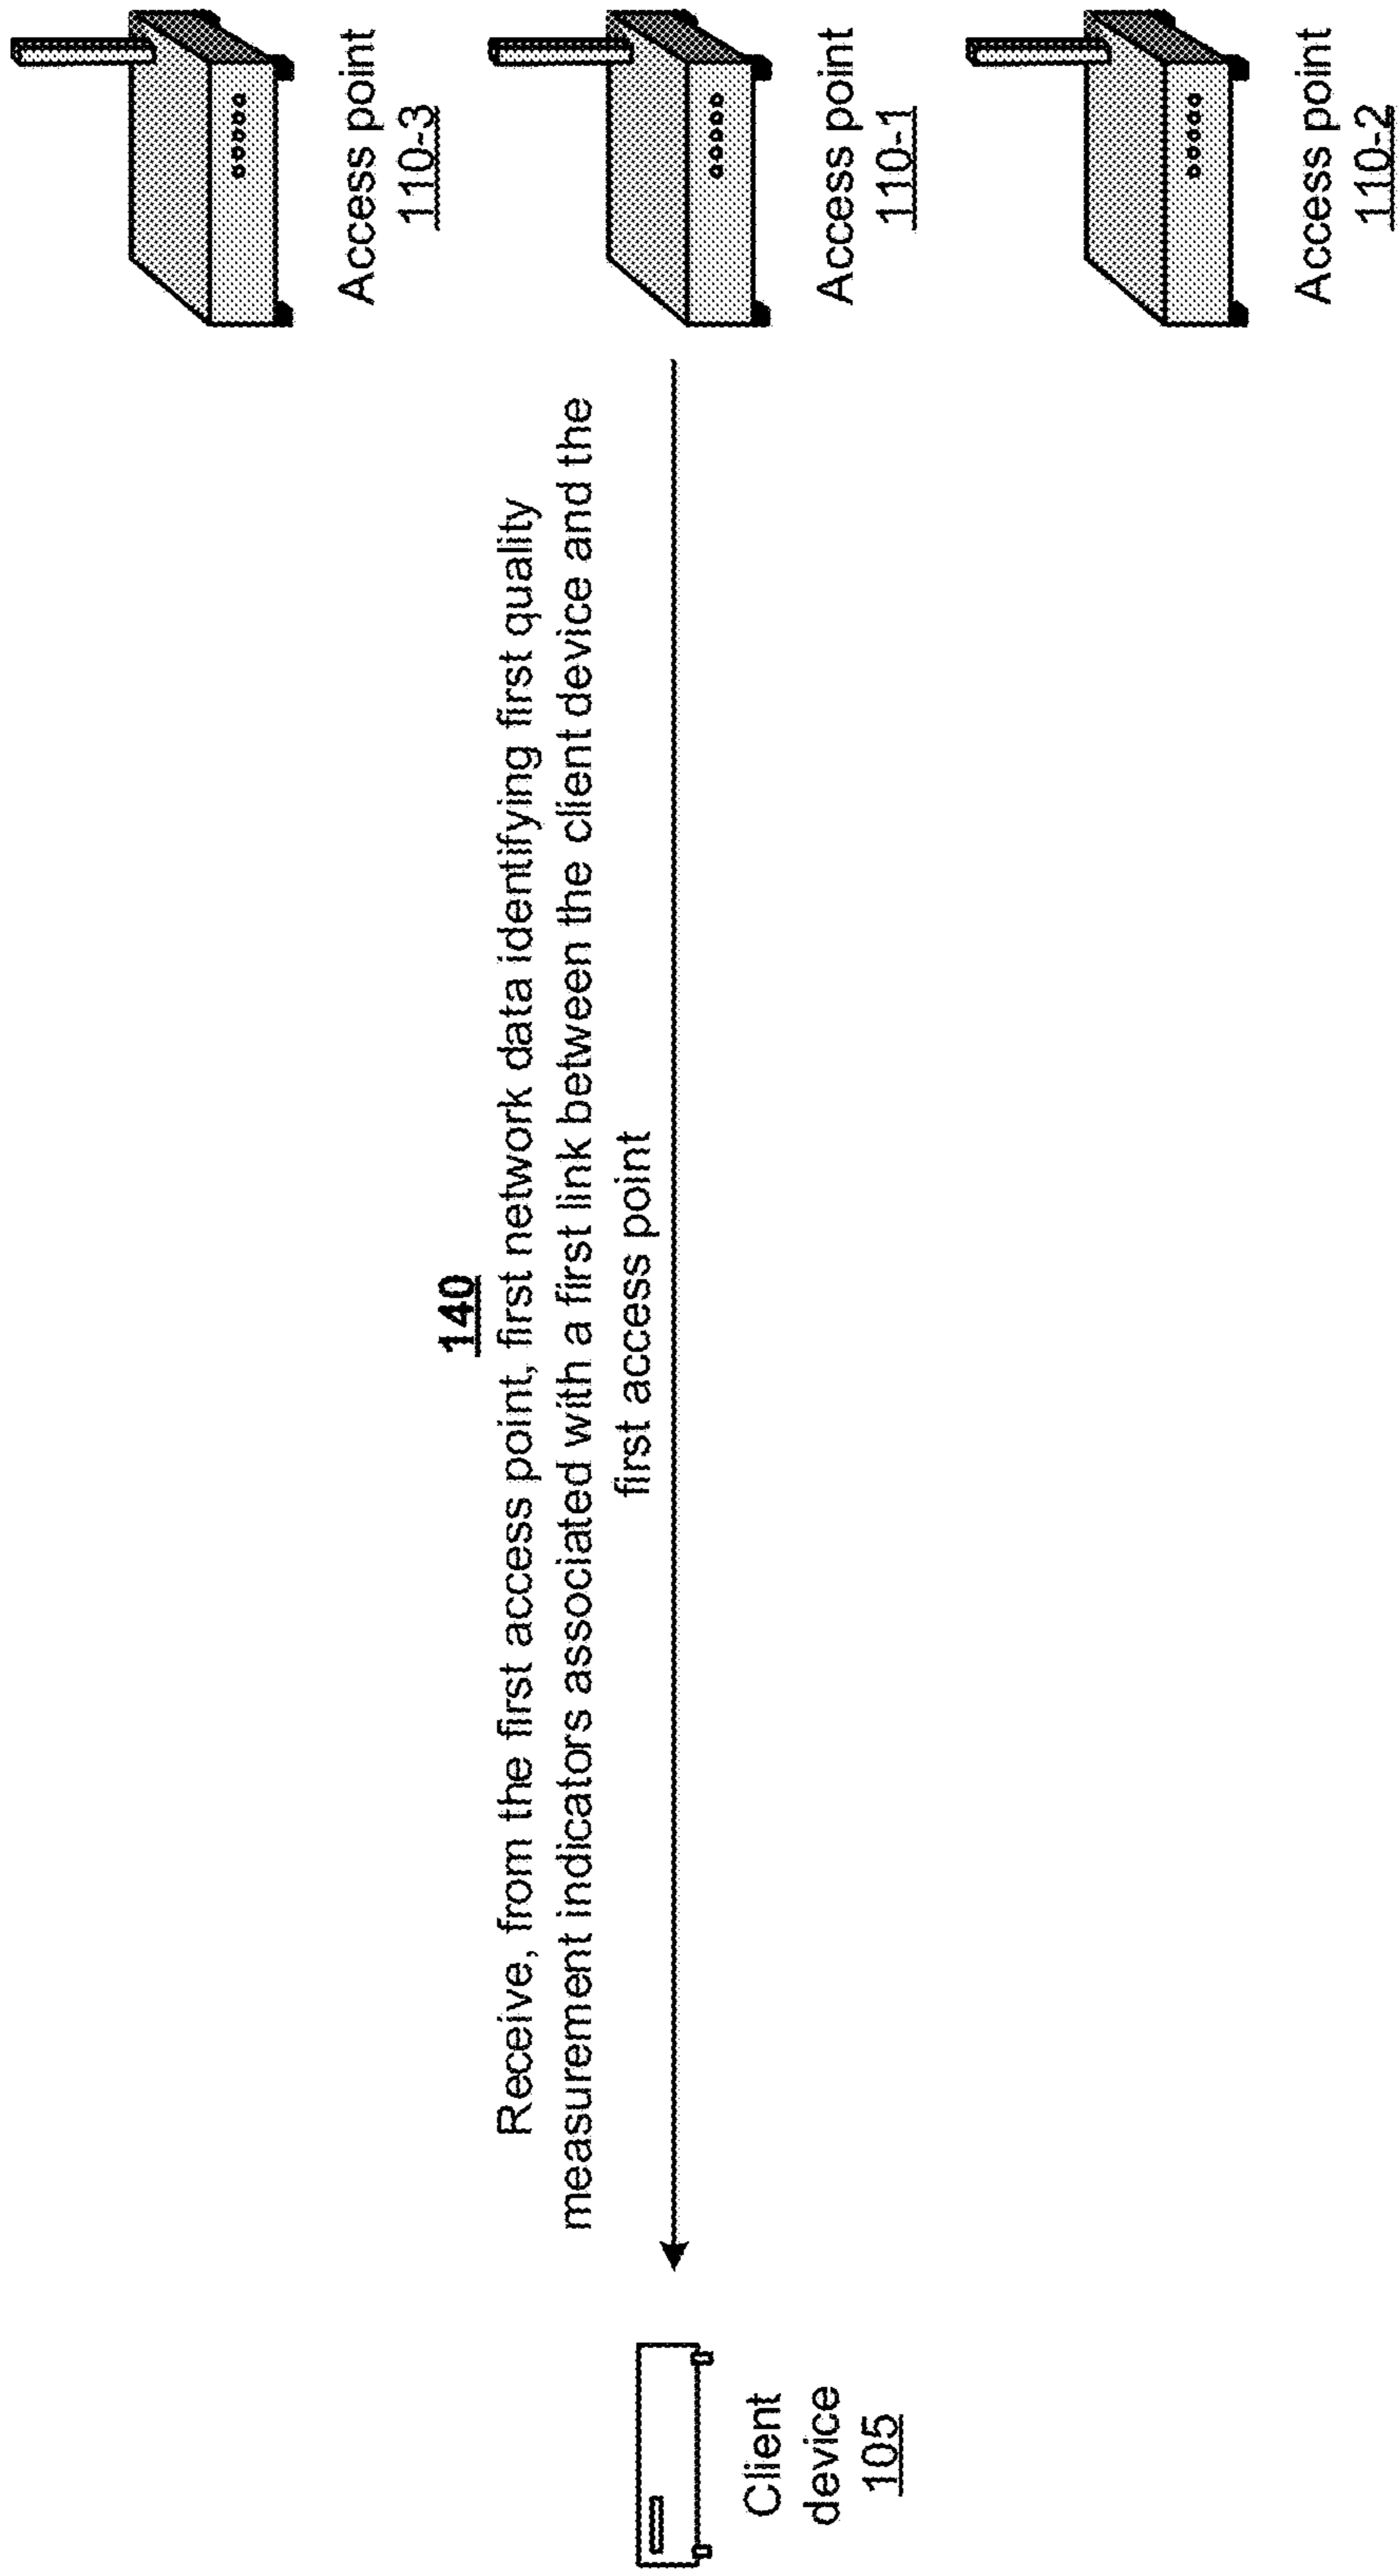 140
Receive, from the first access point, first network data identifying first quality
measurement indicators associated with a first link between the client device and the
first access point
Client
device
105
Access point
110-3
Access point
110-1
Access point
110-2